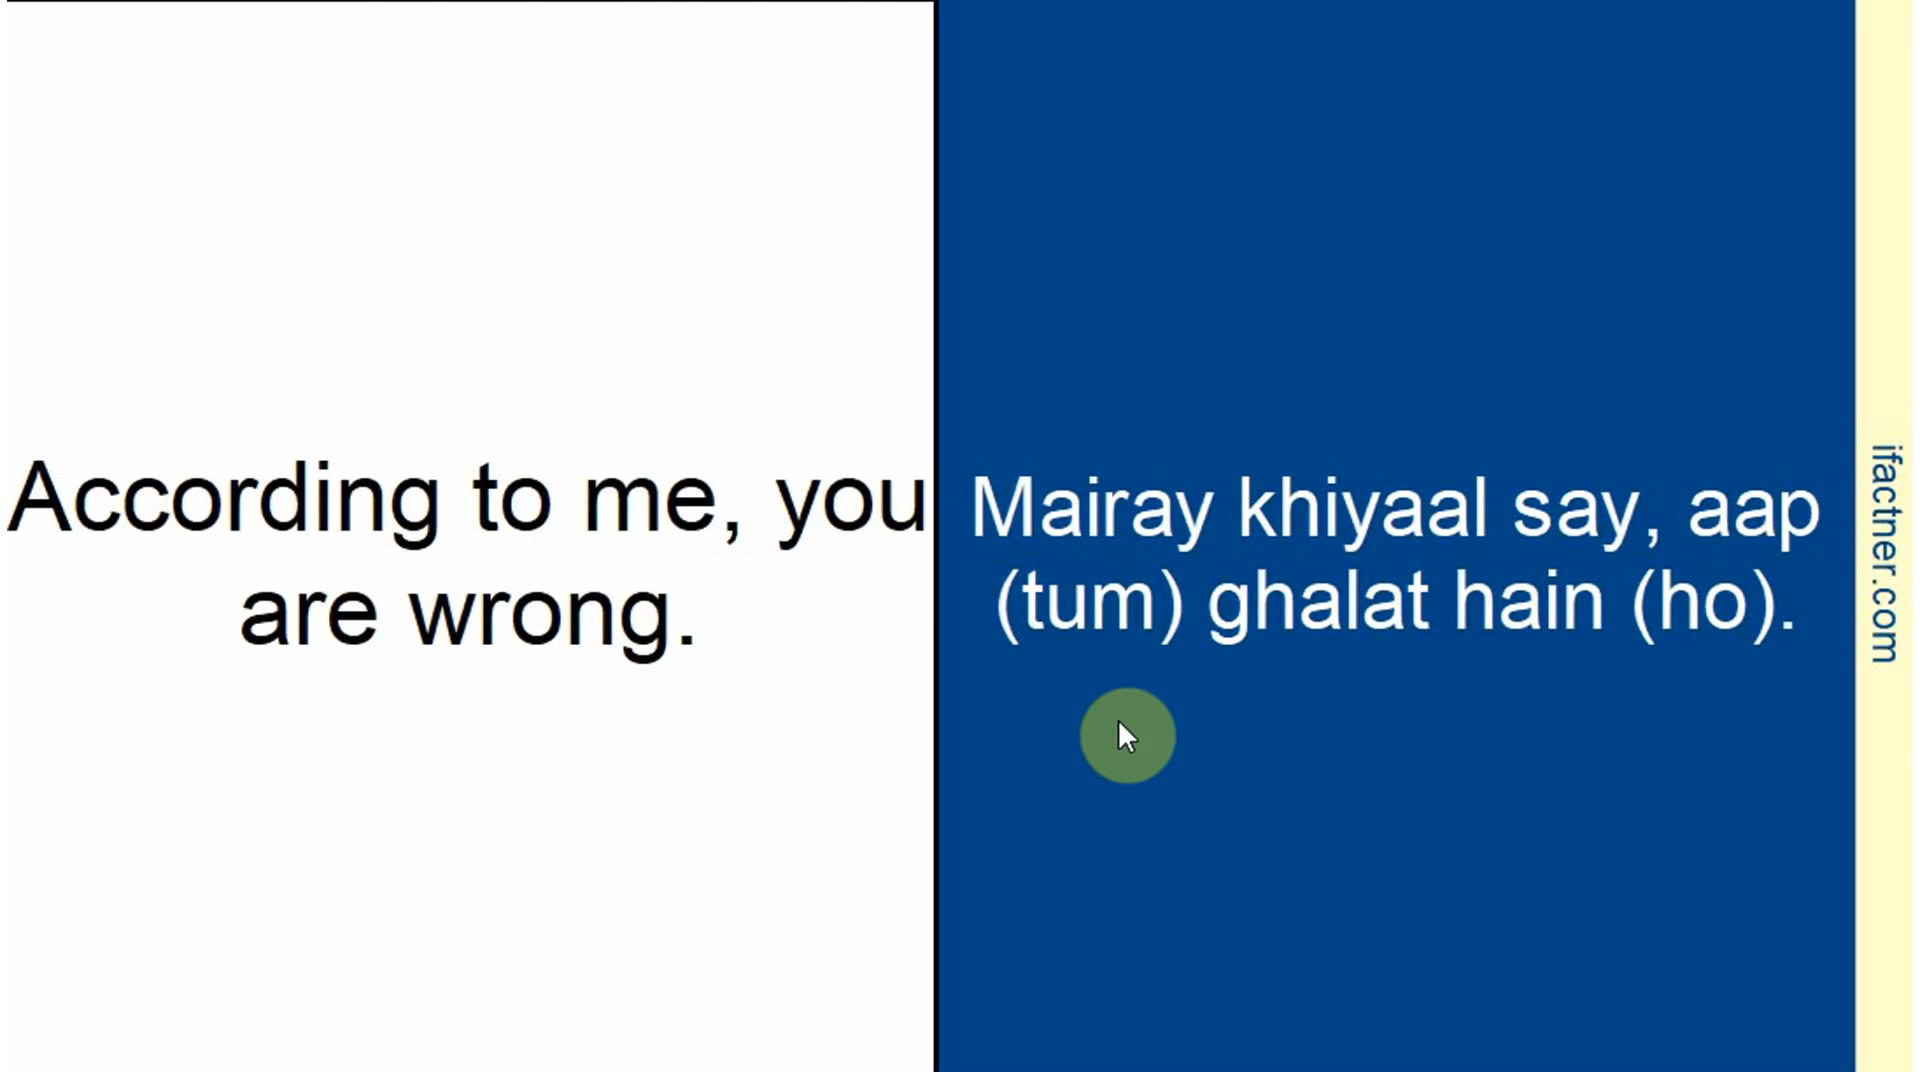 According to me, you
are wrong.
Mairay khiyaal say, aap
(tum) ghalat hain (ho).
ifactner.com